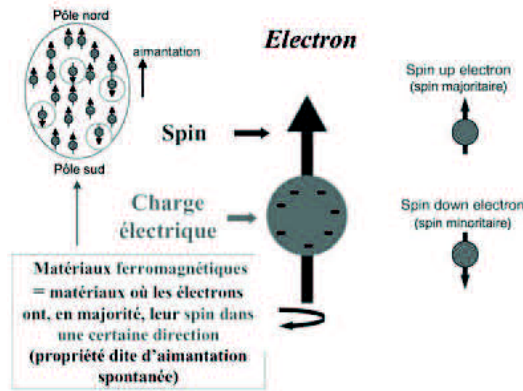 Pôle nord
aimantation
Pôle sud
Electron
Spin
Charge
électrique
Spin up electron
(spin majoritaire)
Spin down electron
(spin minoritaire)
Matériaux ferromagnétiques
= matériaux où les électrons
ont, en majorité, leur spin dans
une certaine direction
(propriété dite d'aimantation
spontanée)